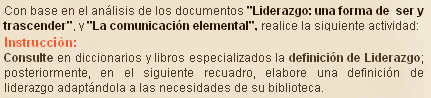 Con base en el análisis de los documentos "Liderazgo: una forma de ser y
trascender", y "La comunicación elemental", realice la siguiente actividad:
Instrucción:
Consulte en diccionarios y libros especializados la definición de Liderazgo;
posteriormente, en el siguiente recuadro, elabore una definición de
liderazgo adaptándola a las necesidades de su biblioteca.